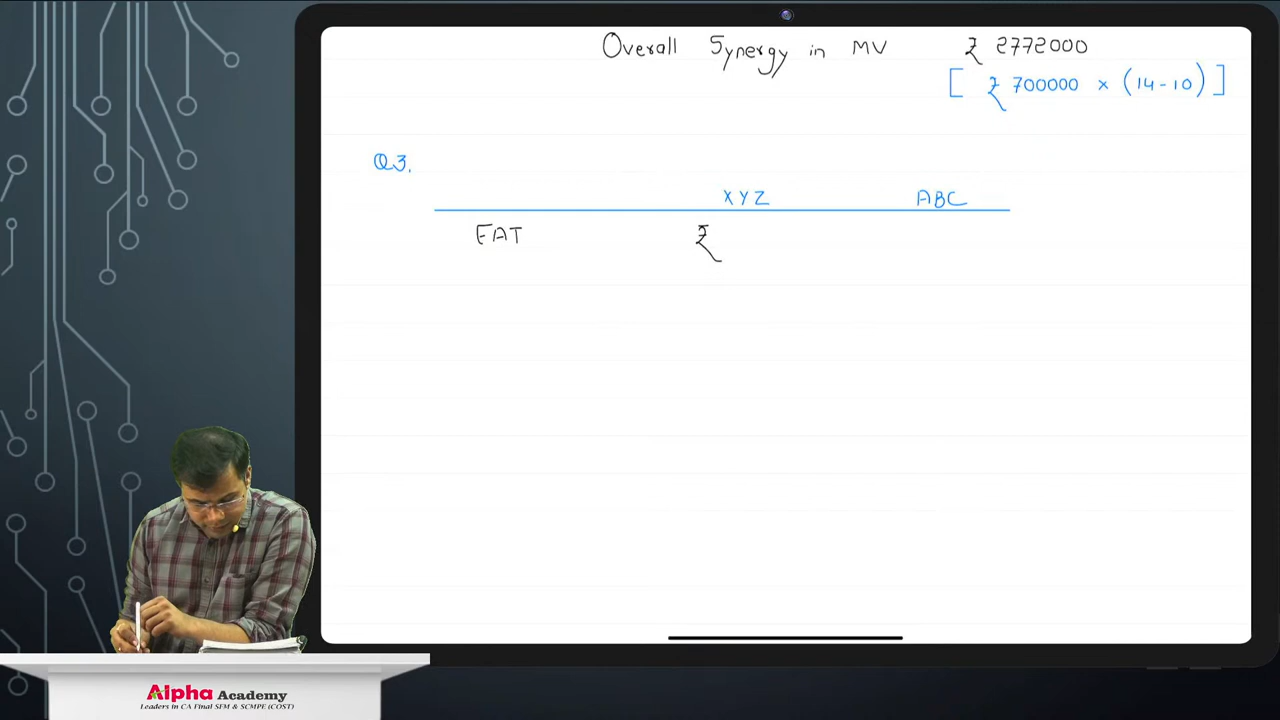 Overall Synergy in MV ₹ 2772000
[ ₹ 700000 × (14-10) ]
Q3.
XYZ ABC
EAT ₹
Alpha Academy
Leaders in CA Final SFM & SCMPE (COST)